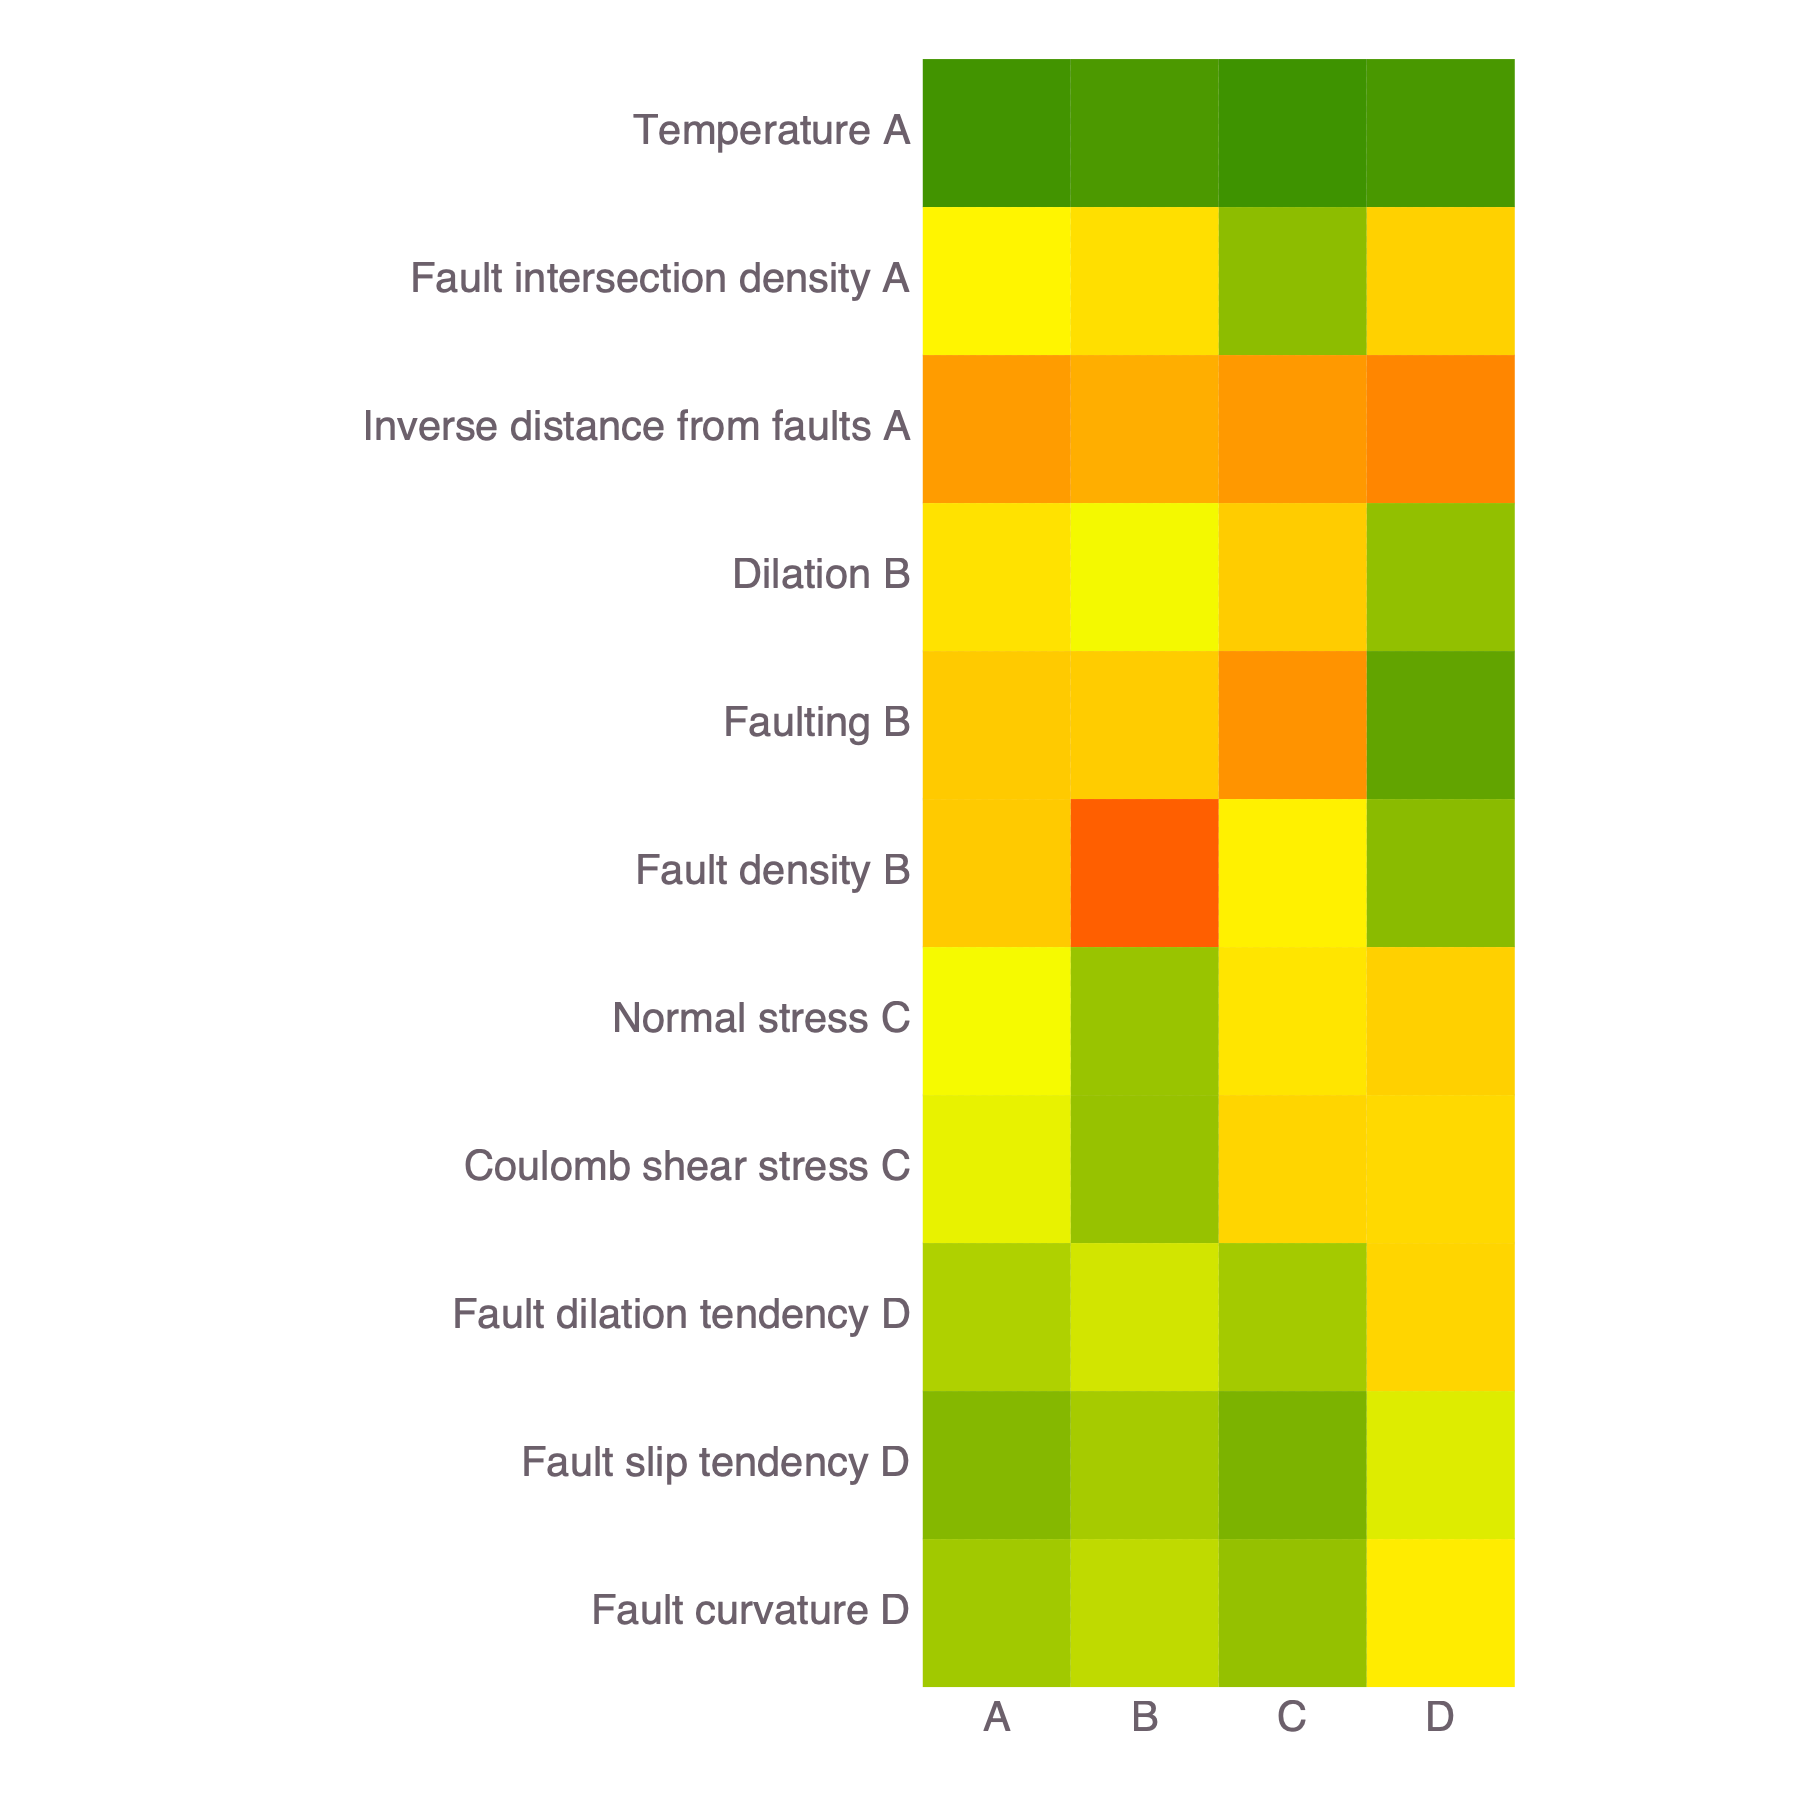 Temperature A
Fault intersection density A
Inverse distance from faults A
Dilation B
Faulting B
Fault density B
Normal stress C
Coulomb shear stress C
Fault dilation tendency D
Fault slip tendency D
Fault curvature D
A B C D